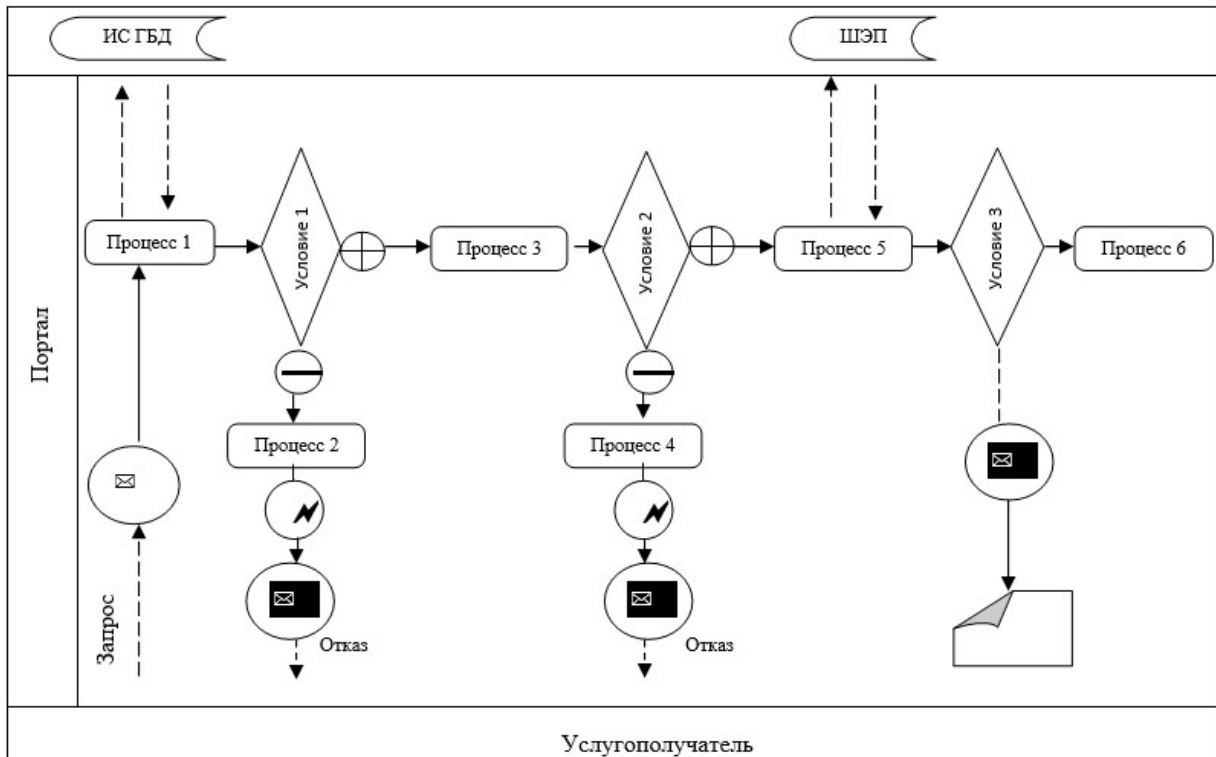 ИС ГБД
ШЭП
Портал
Процесс 1
Условие 1
Процесс 3
Условие 2
Процесс 5
Условие 3
Процесс 6
Процесс 2
Процесс 4
Запрос
Отказ
Отказ
Услугополучатель